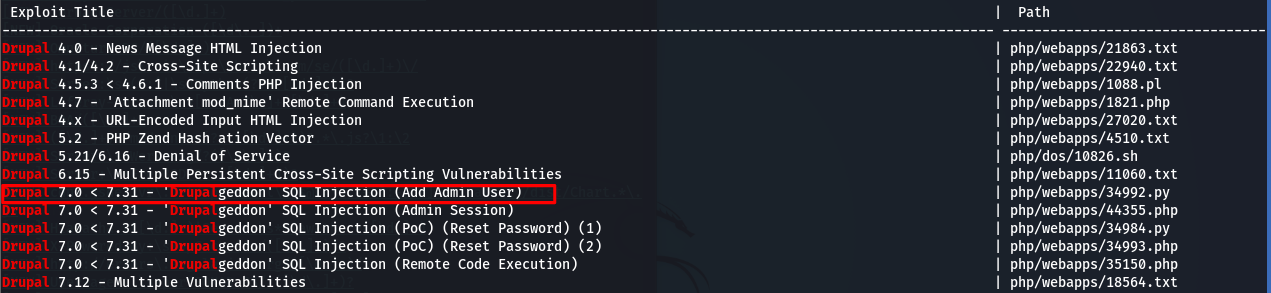 Exploit Title | Path
Drupal 4.0 - News Message HTML Injection | php/webapps/21863.txt
Drupal 4.1/4.2 - Cross-Site Scripting | php/webapps/22940.txt
Drupal 4.5.3 < 4.6.1 - Comments PHP Injection | php/webapps/1088.pl
Drupal 4.7 - 'Attachment mod_mime' Remote Command Execution | php/webapps/1821.php
Drupal 4.x - URL-Encoded Input HTML Injection | php/webapps/27020.txt
Drupal 5.2 - PHP Zend Hash ation Vector | php/webapps/4510.txt
Drupal 5.21/6.16 - Denial of Service | php/dos/10826.sh
Drupal 6.15 - Multiple Persistent Cross-Site Scripting Vulnerabilities | php/webapps/11060.txt
Drupal 7.0 < 7.31 - 'Drupalgeddon' SQL Injection (Add Admin User) | php/webapps/34992.py
Drupal 7.0 < 7.31 - 'Drupalgeddon' SQL Injection (Admin Session) | php/webapps/44355.php
Drupal 7.0 < 7.31 - 'Drupalgeddon' SQL Injection (PoC) (Reset Password) (1) | php/webapps/34984.py
Drupal 7.0 < 7.31 - 'Drupalgeddon' SQL Injection (PoC) (Reset Password) (2) | php/webapps/34993.php
Drupal 7.0 < 7.31 - 'Drupalgeddon' SQL Injection (Remote Code Execution) | php/webapps/35150.php
Drupal 7.12 - Multiple Vulnerabilities | php/webapps/18564.txt